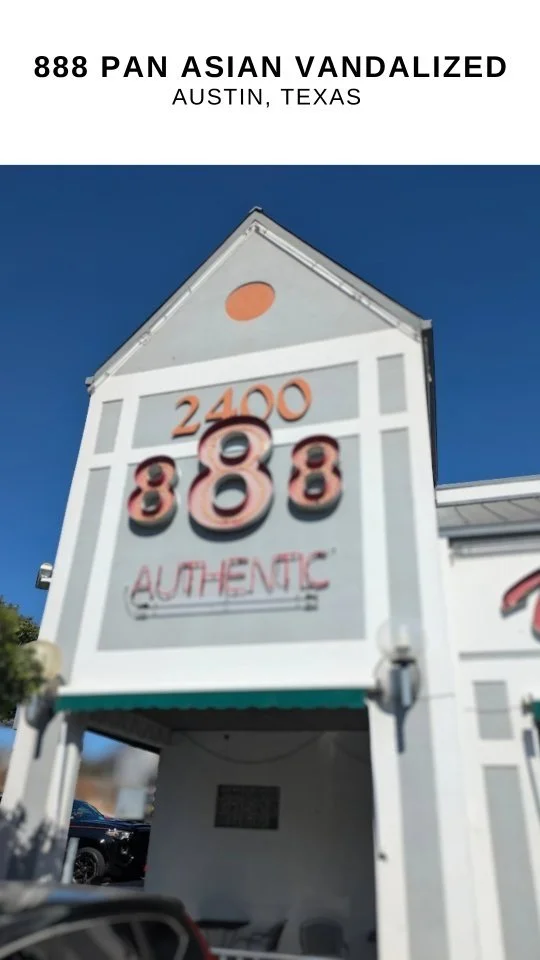 888 PAN ASIAN VANDALIZED
AUSTIN, TEXAS
2400
888
AUTHENTIC